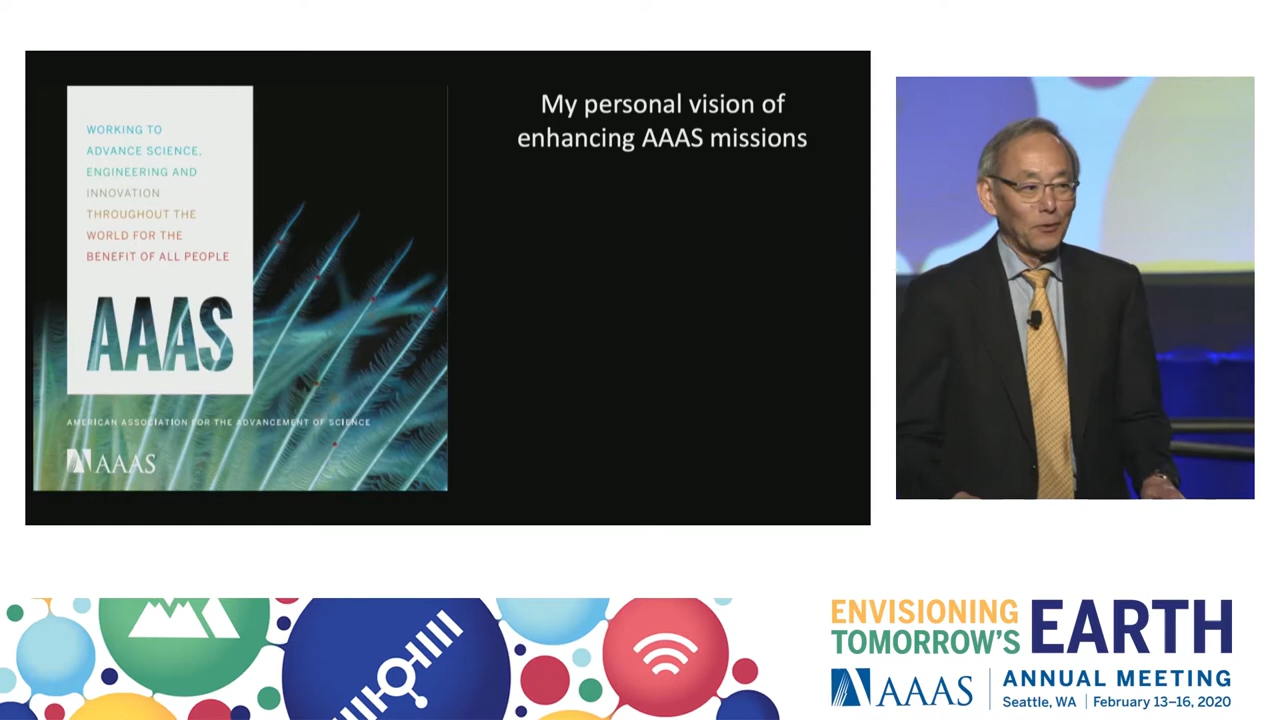 WORKING TO
ADVANCE SCIENCE,
ENGINEERING AND
INNOVATION
THROUGHOUT THE
WORLD FOR THE
BENEFIT OF ALL PEOPLE
AAAS
AMERICAN ASSOCIATION FOR THE ADVANCEMENT OF SCIENCE
AAAS
My personal vision of
enhancing AAAS missions
ENVISIONING
TOMORROW'S
EARTH
AAAS
ANNUAL MEETING
Seattle, WA | February 13–16, 2020